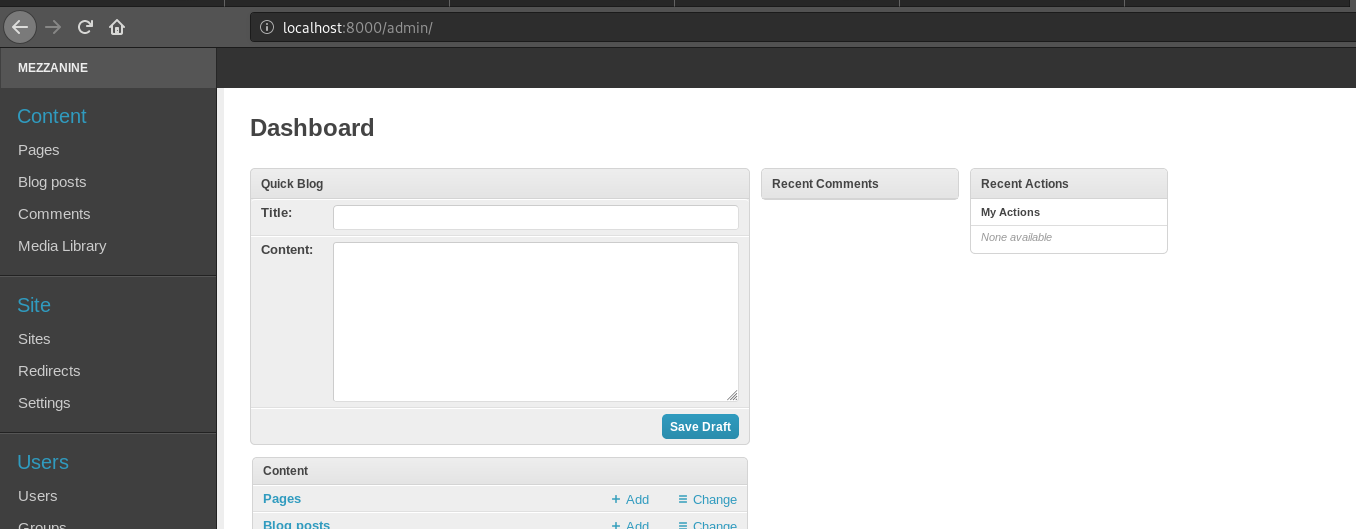 localhost:8000/admin/
MEZZANINE
Content
Pages
Blog posts
Comments
Media Library
Site
Sites
Redirects
Settings
Users
Users
Groups
Dashboard
Quick Blog
Title:
Content:
Save Draft
Content
Pages + Add Change
Blog posts + Add Change
Recent Comments
Recent Actions
My Actions
None available